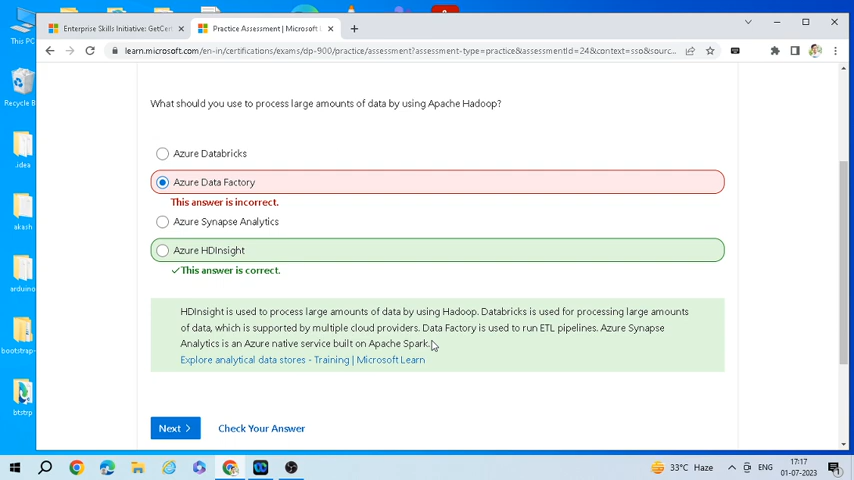 This PC
Recycle B
.idea
akash
arduino
bootstrap-
btstrp
Enterprise Skills Initiative: GetCert
Practice Assessment | Microsoft
learn.microsoft.com/en-in/certifications/exams/dp-900/practice/assessment?assessment-type=practice&assessmentId=24&context=sso&sourc...
What should you use to process large amounts of data by using Apache Hadoop?
Azure Databricks
Azure Data Factory
This answer is incorrect.
Azure Synapse Analytics
Azure HDInsight
This answer is correct.
HDInsight is used to process large amounts of data by using Hadoop. Databricks is used for processing large amounts
of data, which is supported by multiple cloud providers. Data Factory is used to run ETL pipelines. Azure Synapse
Analytics is an Azure native service built on Apache Spark.
Explore analytical data stores - Training | Microsoft Learn
Next
Check Your Answer
33°C Haze
ENG
17:17
01-07-2023
1